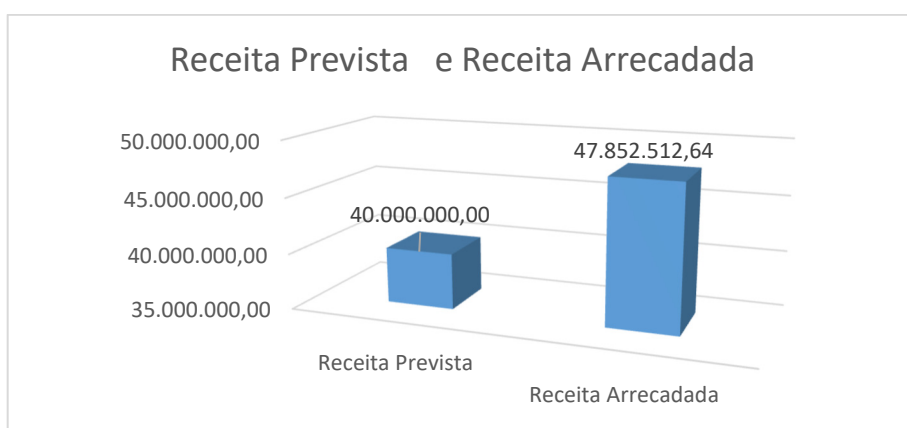 Receita Prevista   e Receita Arrecadada
50.000.000,00
47.852.512,64
45.000.000,00
40.000.000,00
40.000.000,00
35.000.000,00
Receita Prevista
Receita Arrecadada